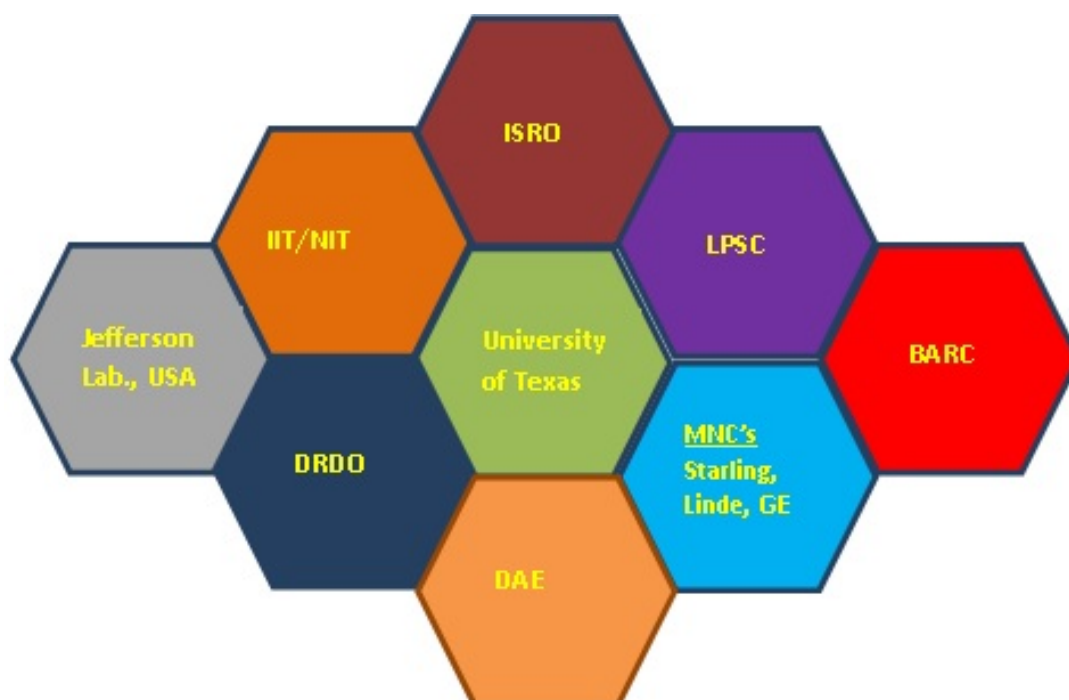 ISRO
IIT/NIT
LPSC
Jefferson
Lab., USA
University
of Texas
BARC
DRDO
MNC's
Starling,
Linde, GE
DAE